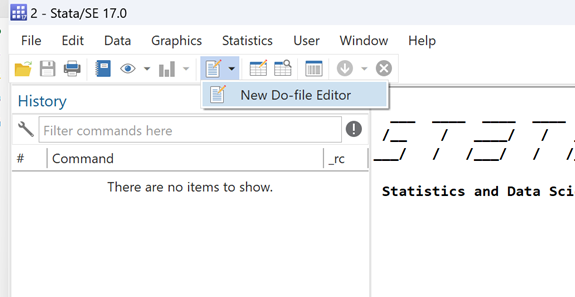 2 - Stata/SE 17.0
File Edit Data Graphics Statistics User Window Help
New Do-file Editor
History
Filter commands here
# Command _rc
There are no items to show.
Statistics and Data Sci